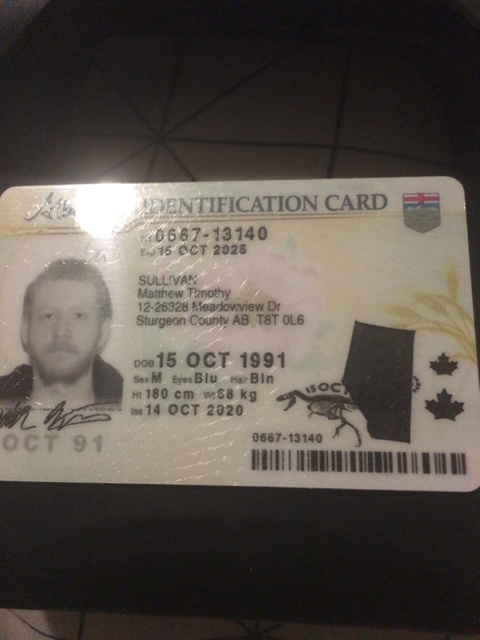 IDENTIFICATION CARD
No 0667-13140
Exp 15 OCT 2025
SULLIVAN
Matthew Timothy
12-26328 Meadowview Dr
Sturgeon County AB T8T 0L6
DOB 15 OCT 1991
Sex M Eyes Blu Hair Bln
Ht 180 cm Wt 88 kg
Iss 14 OCT 2020
15 OCT
OCT 91
0667-13140